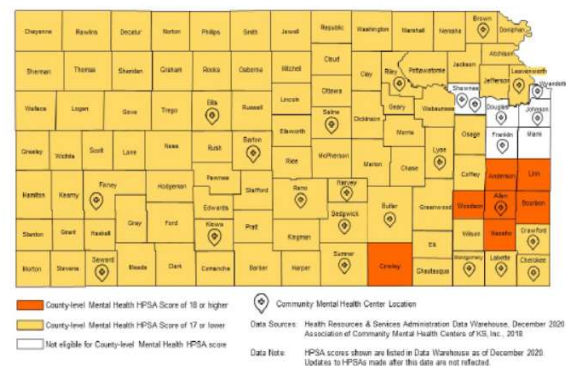 Cheyenne Rawlins Decatur Norton Phillips Smith Jewell Republic Washington Marshall Nemaha Brown Doniphan
Sherman Thomas Sheridan Graham Rooks Osborne Mitchell Cloud Clay Riley Pottawatomie Jackson Atchison Jefferson Leavenworth Wyandotte
Wallace Logan Gove Trego Ellis Russell Lincoln Ottawa Saline Dickinson Geary Wabaunsee Shawnee Douglas Johnson
Greeley Wichita Scott Lane Ness Rush Barton Ellsworth Rice McPherson Marion Morris Chase Lyon Osage Franklin Miami
Hamilton Kearny Finney Hodgeman Pawnee Edwards Stafford Reno Harvey Sedgwick Butler Greenwood Coffey Anderson Linn
Stanton Grant Haskell Gray Ford Kiowa Pratt Kingman Sumner Elk Woodson Allen Bourbon
Morton Stevens Seward Meade Clark Comanche Barber Harper Cowley Chautauqua Wilson Neosho Montgomery Labette Crawford Cherokee
County-level Mental Health HPSA Score of 18 or higher
County-level Mental Health HPSA Score of 17 or lower
Not eligible for County-level Mental Health HPSA score
Community Mental Health Center Location
Data Sources: Health Resources & Services Administration Data Warehouse, December 2020
Association of Community Mental Health Centers of KS, Inc., 2018
Data Note: HPSA scores shown are listed in Data Warehouse as of December 2020.
Updates to HPSAs made after this date are not reflected.